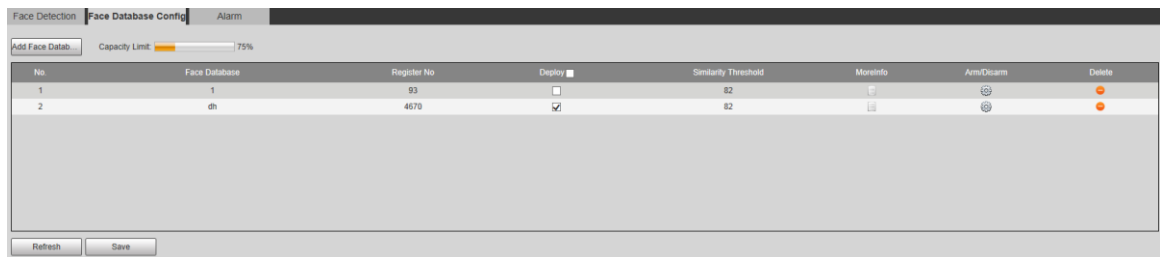 Face Detection Face Database Config Alarm
Add Face Datab... Capacity Limit: 75%
No. Face Database Register No Deploy Similarity Threshold MoreInfo Arm/Disarm Delete
1 1 93 82
2 dh 4670 82
Refresh Save